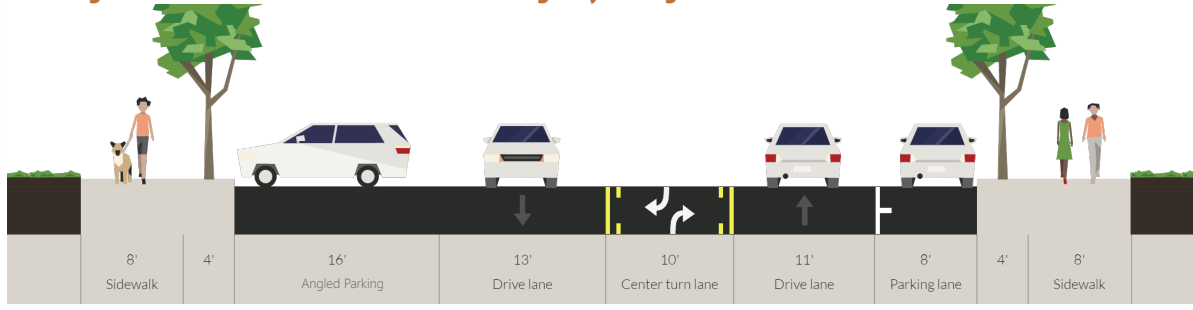 8' 4' 16' 13' 10' 11' 8' 4' 8'
Sidewalk Angled Parking Drive lane Center turn lane Drive lane Parking lane Sidewalk